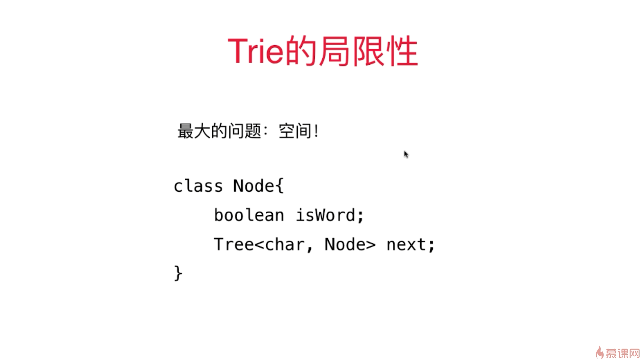 Trie的局限性
最大的问题：空间！
class Node{
    boolean isWord;
    Tree<char, Node> next;
}
慕课网